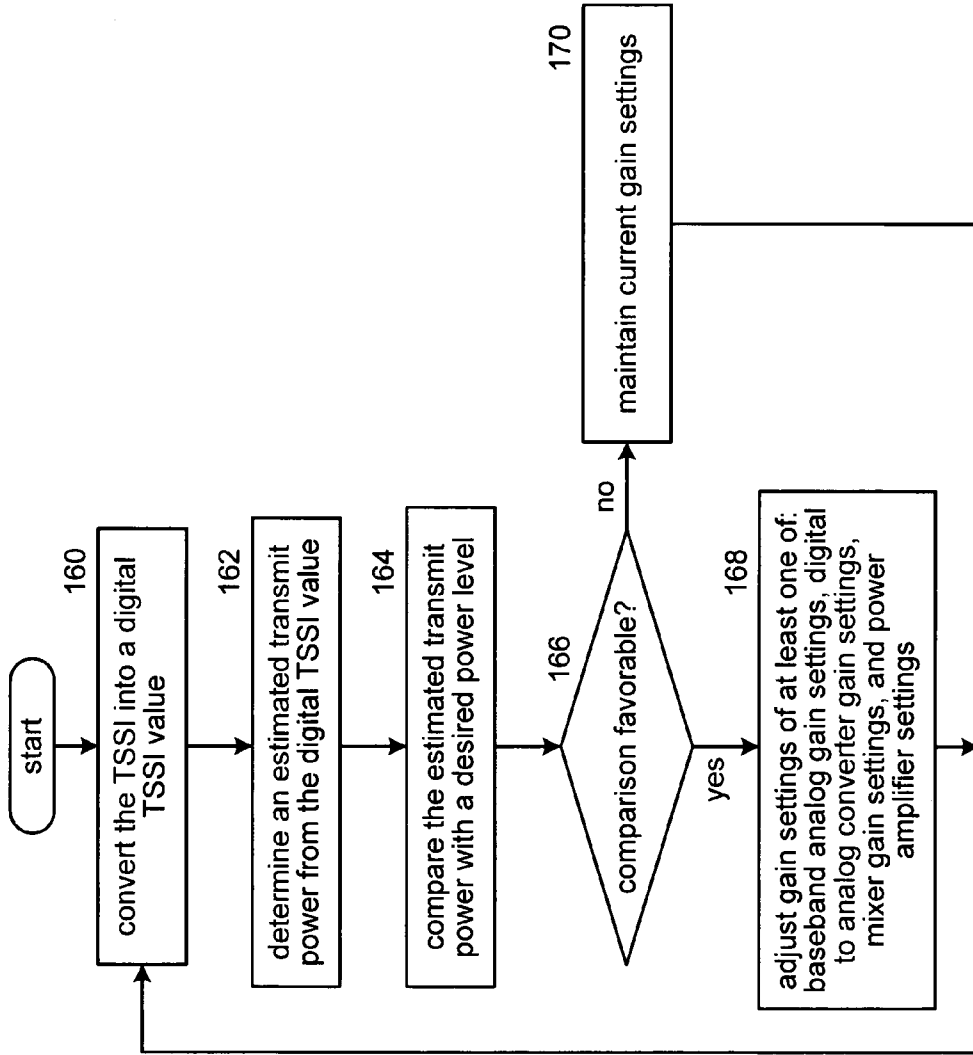 start
160
convert the TSSI into a digital
TSSI value
162
determine an estimated transmit
power from the digital TSSI value
164
compare the estimated transmit
power with a desired power level
166
comparison favorable?
no
170
maintain current gain settings
yes
168
adjust gain settings of at least one of:
baseband analog gain settings, digital
to analog converter gain settings,
mixer gain settings, and power
amplifier settings